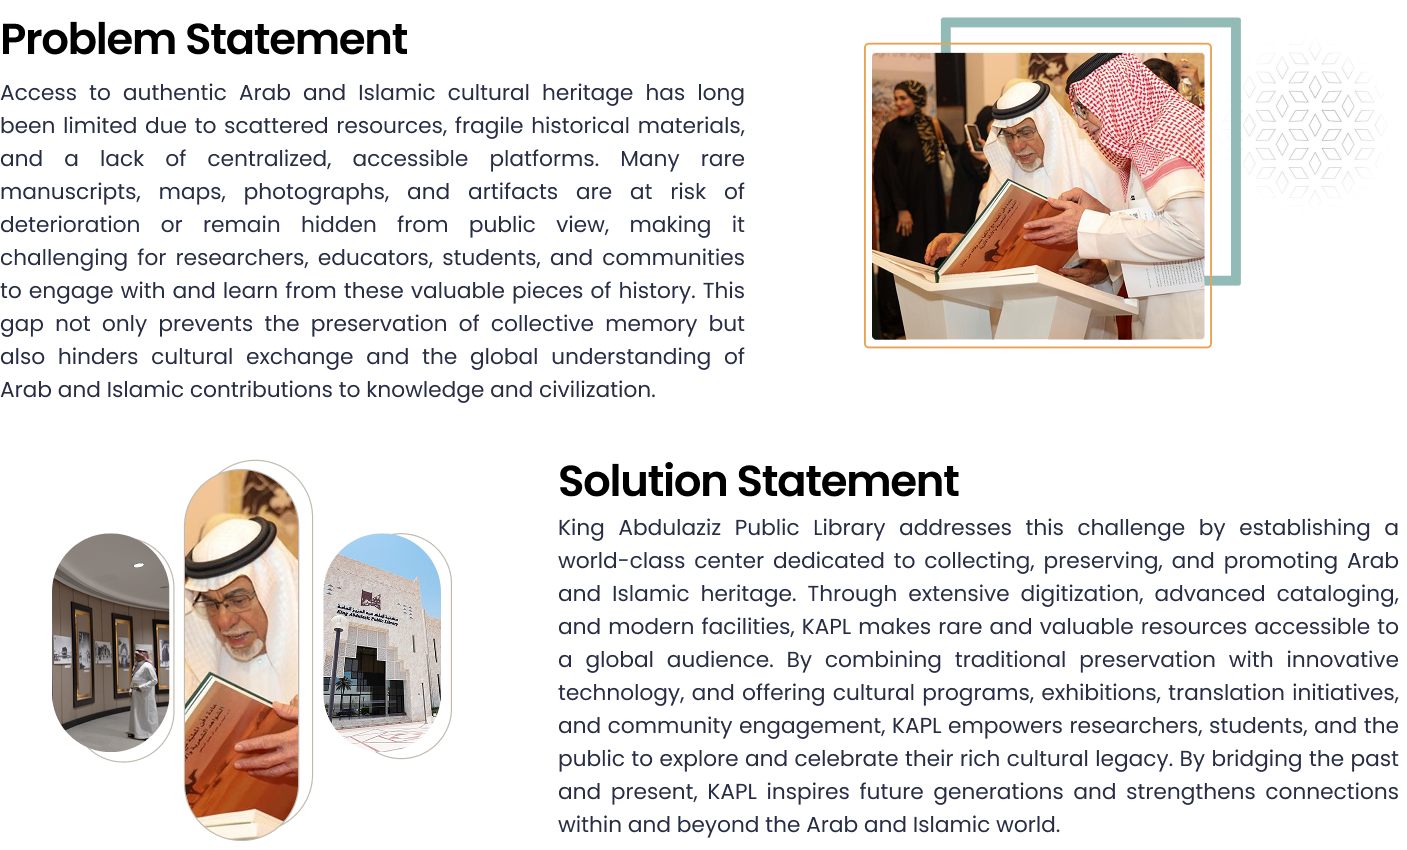 Problem Statement
Access to authentic Arab and Islamic cultural heritage has long
been limited due to scattered resources, fragile historical materials,
and a lack of centralized, accessible platforms. Many rare
manuscripts, maps, photographs, and artifacts are at risk of
deterioration or remain hidden from public view, making it
challenging for researchers, educators, students, and communities
to engage with and learn from these valuable pieces of history. This
gap not only prevents the preservation of collective memory but
also hinders cultural exchange and the global understanding of
Arab and Islamic contributions to knowledge and civilization.
Solution Statement
King Abdulaziz Public Library addresses this challenge by establishing a
world-class center dedicated to collecting, preserving, and promoting Arab
and Islamic heritage. Through extensive digitization, advanced cataloging,
and modern facilities, KAPL makes rare and valuable resources accessible to
a global audience. By combining traditional preservation with innovative
technology, and offering cultural programs, exhibitions, translation initiatives,
and community engagement, KAPL empowers researchers, students, and the
public to explore and celebrate their rich cultural legacy. By bridging the past
and present, KAPL inspires future generations and strengthens connections
within and beyond the Arab and Islamic world.
مكتبة الملك عبد العزيز العامة
King Abdulaziz Public Library